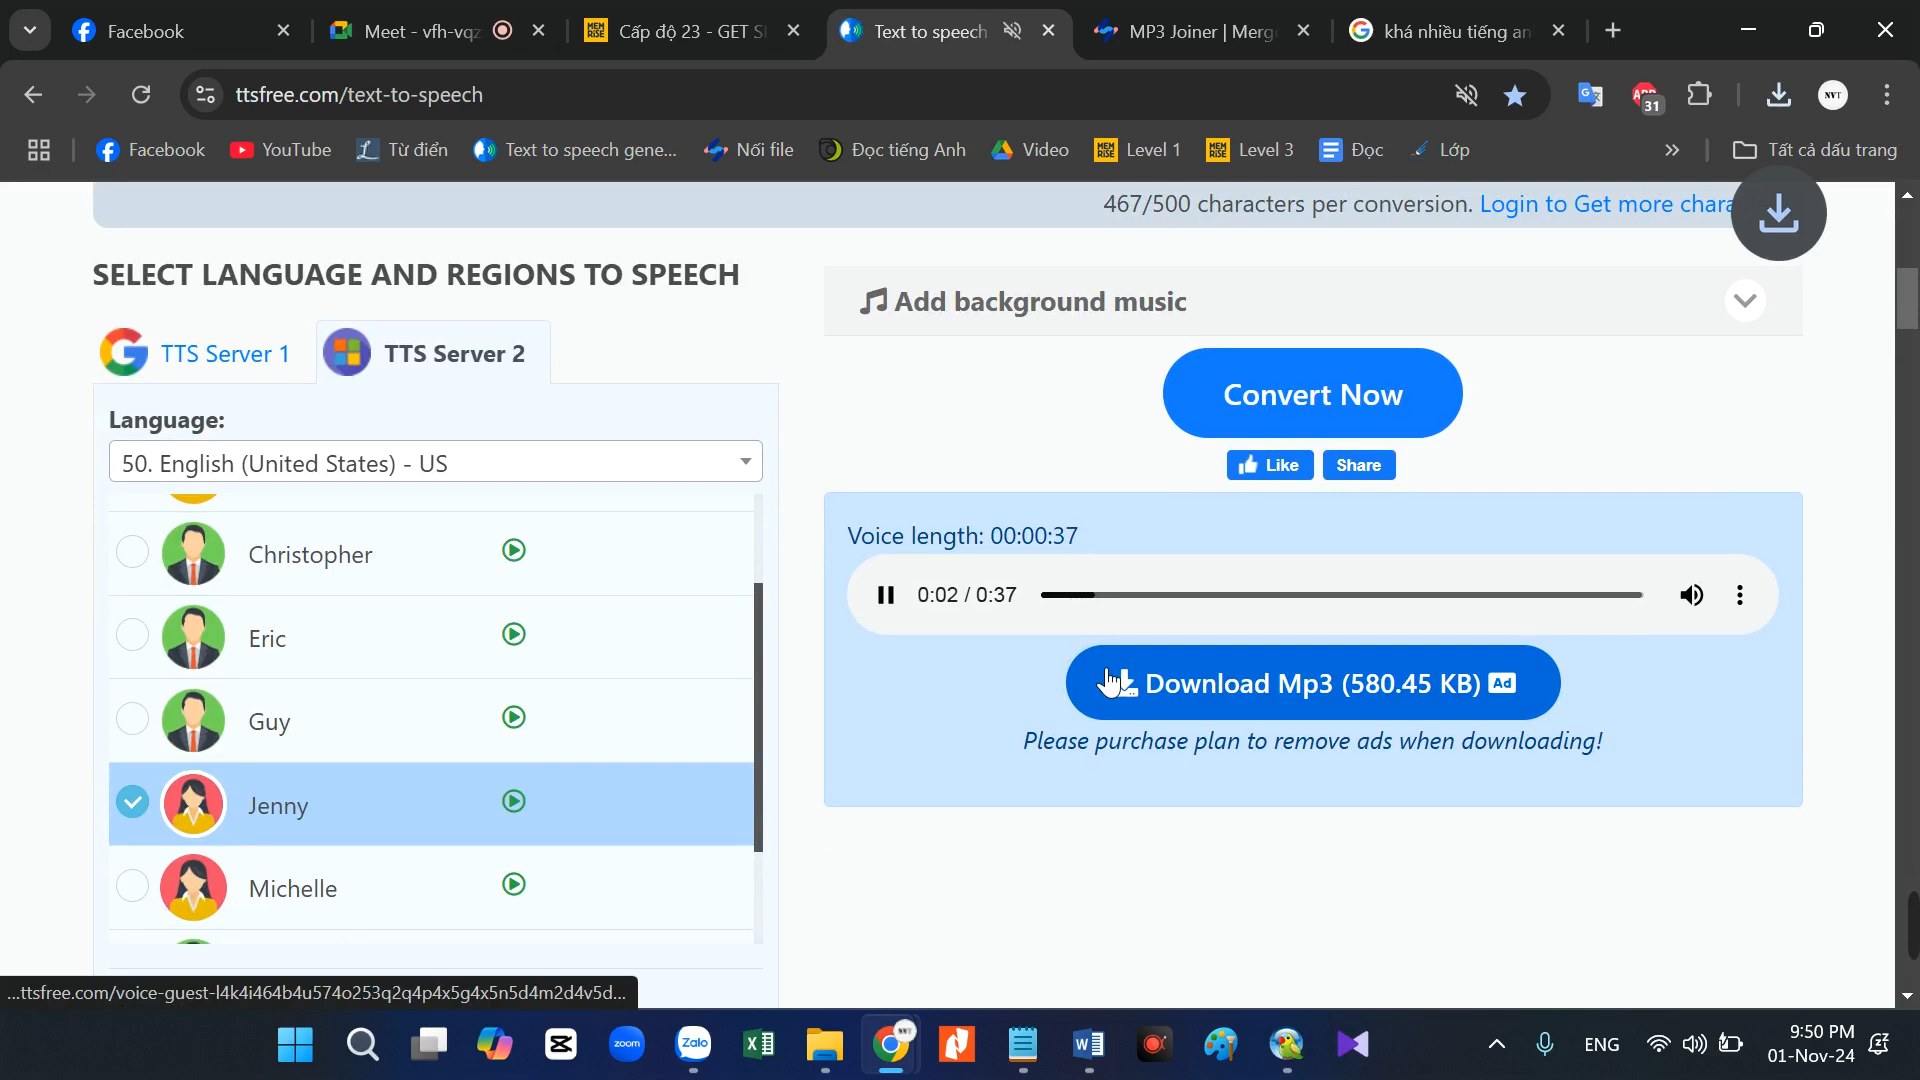 Facebook
Meet - vfh-vqz
Cấp độ 23 - GET S
Text to speech
MP3 Joiner | Merg
khá nhiều tiếng an
ttsfree.com/text-to-speech
31
NVT
Facebook
YouTube
Từ điển
Text to speech gene...
Nối file
Đọc tiếng Anh
Video
Level 1
Level 3
Đọc
Lớp
Tất cả dấu trang
467/500 characters per conversion. Login to Get more chara
SELECT LANGUAGE AND REGIONS TO SPEECH
Add background music
TTS Server 1
TTS Server 2
Convert Now
Language:
50. English (United States) - US
Like
Share
Voice length: 00:00:37
Christopher
0:02 / 0:37
Eric
Download Mp3 (580.45 KB) Ad
Guy
Please purchase plan to remove ads when downloading!
Jenny
Michelle
zoom
Zalo
ENG
9:50 PM
01-Nov-24